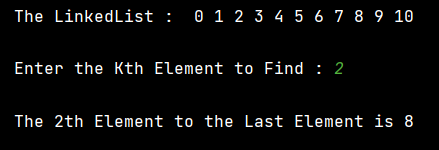 The LinkedList :  0 1 2 3 4 5 6 7 8 9 10
Enter the Kth Element to Find : 2
The 2th Element to the Last Element is 8